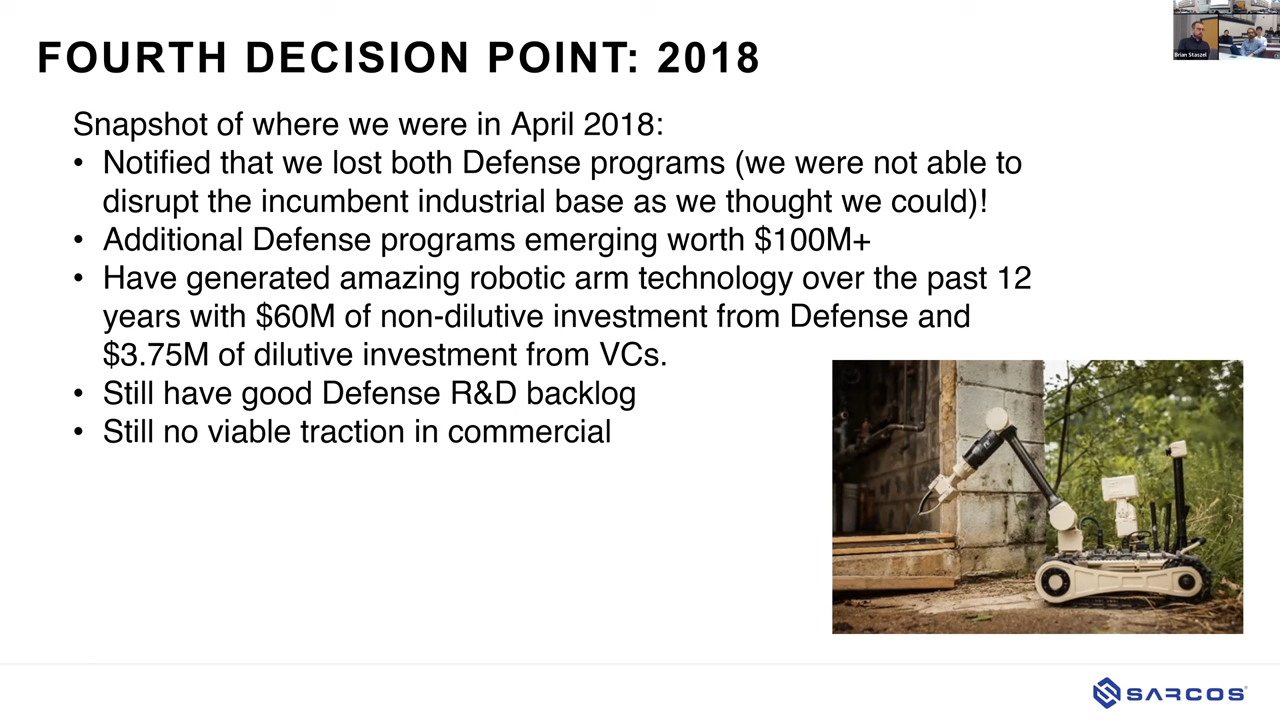 FOURTH DECISION POINT: 2018
Brian Staszel
Snapshot of where we were in April 2018:
• Notified that we lost both Defense programs (we were not able to
disrupt the incumbent industrial base as we thought we could)!
• Additional Defense programs emerging worth $100M+
• Have generated amazing robotic arm technology over the past 12
years with $60M of non-dilutive investment from Defense and
$3.75M of dilutive investment from VCs.
• Still have good Defense R&D backlog
• Still no viable traction in commercial
SARCOS